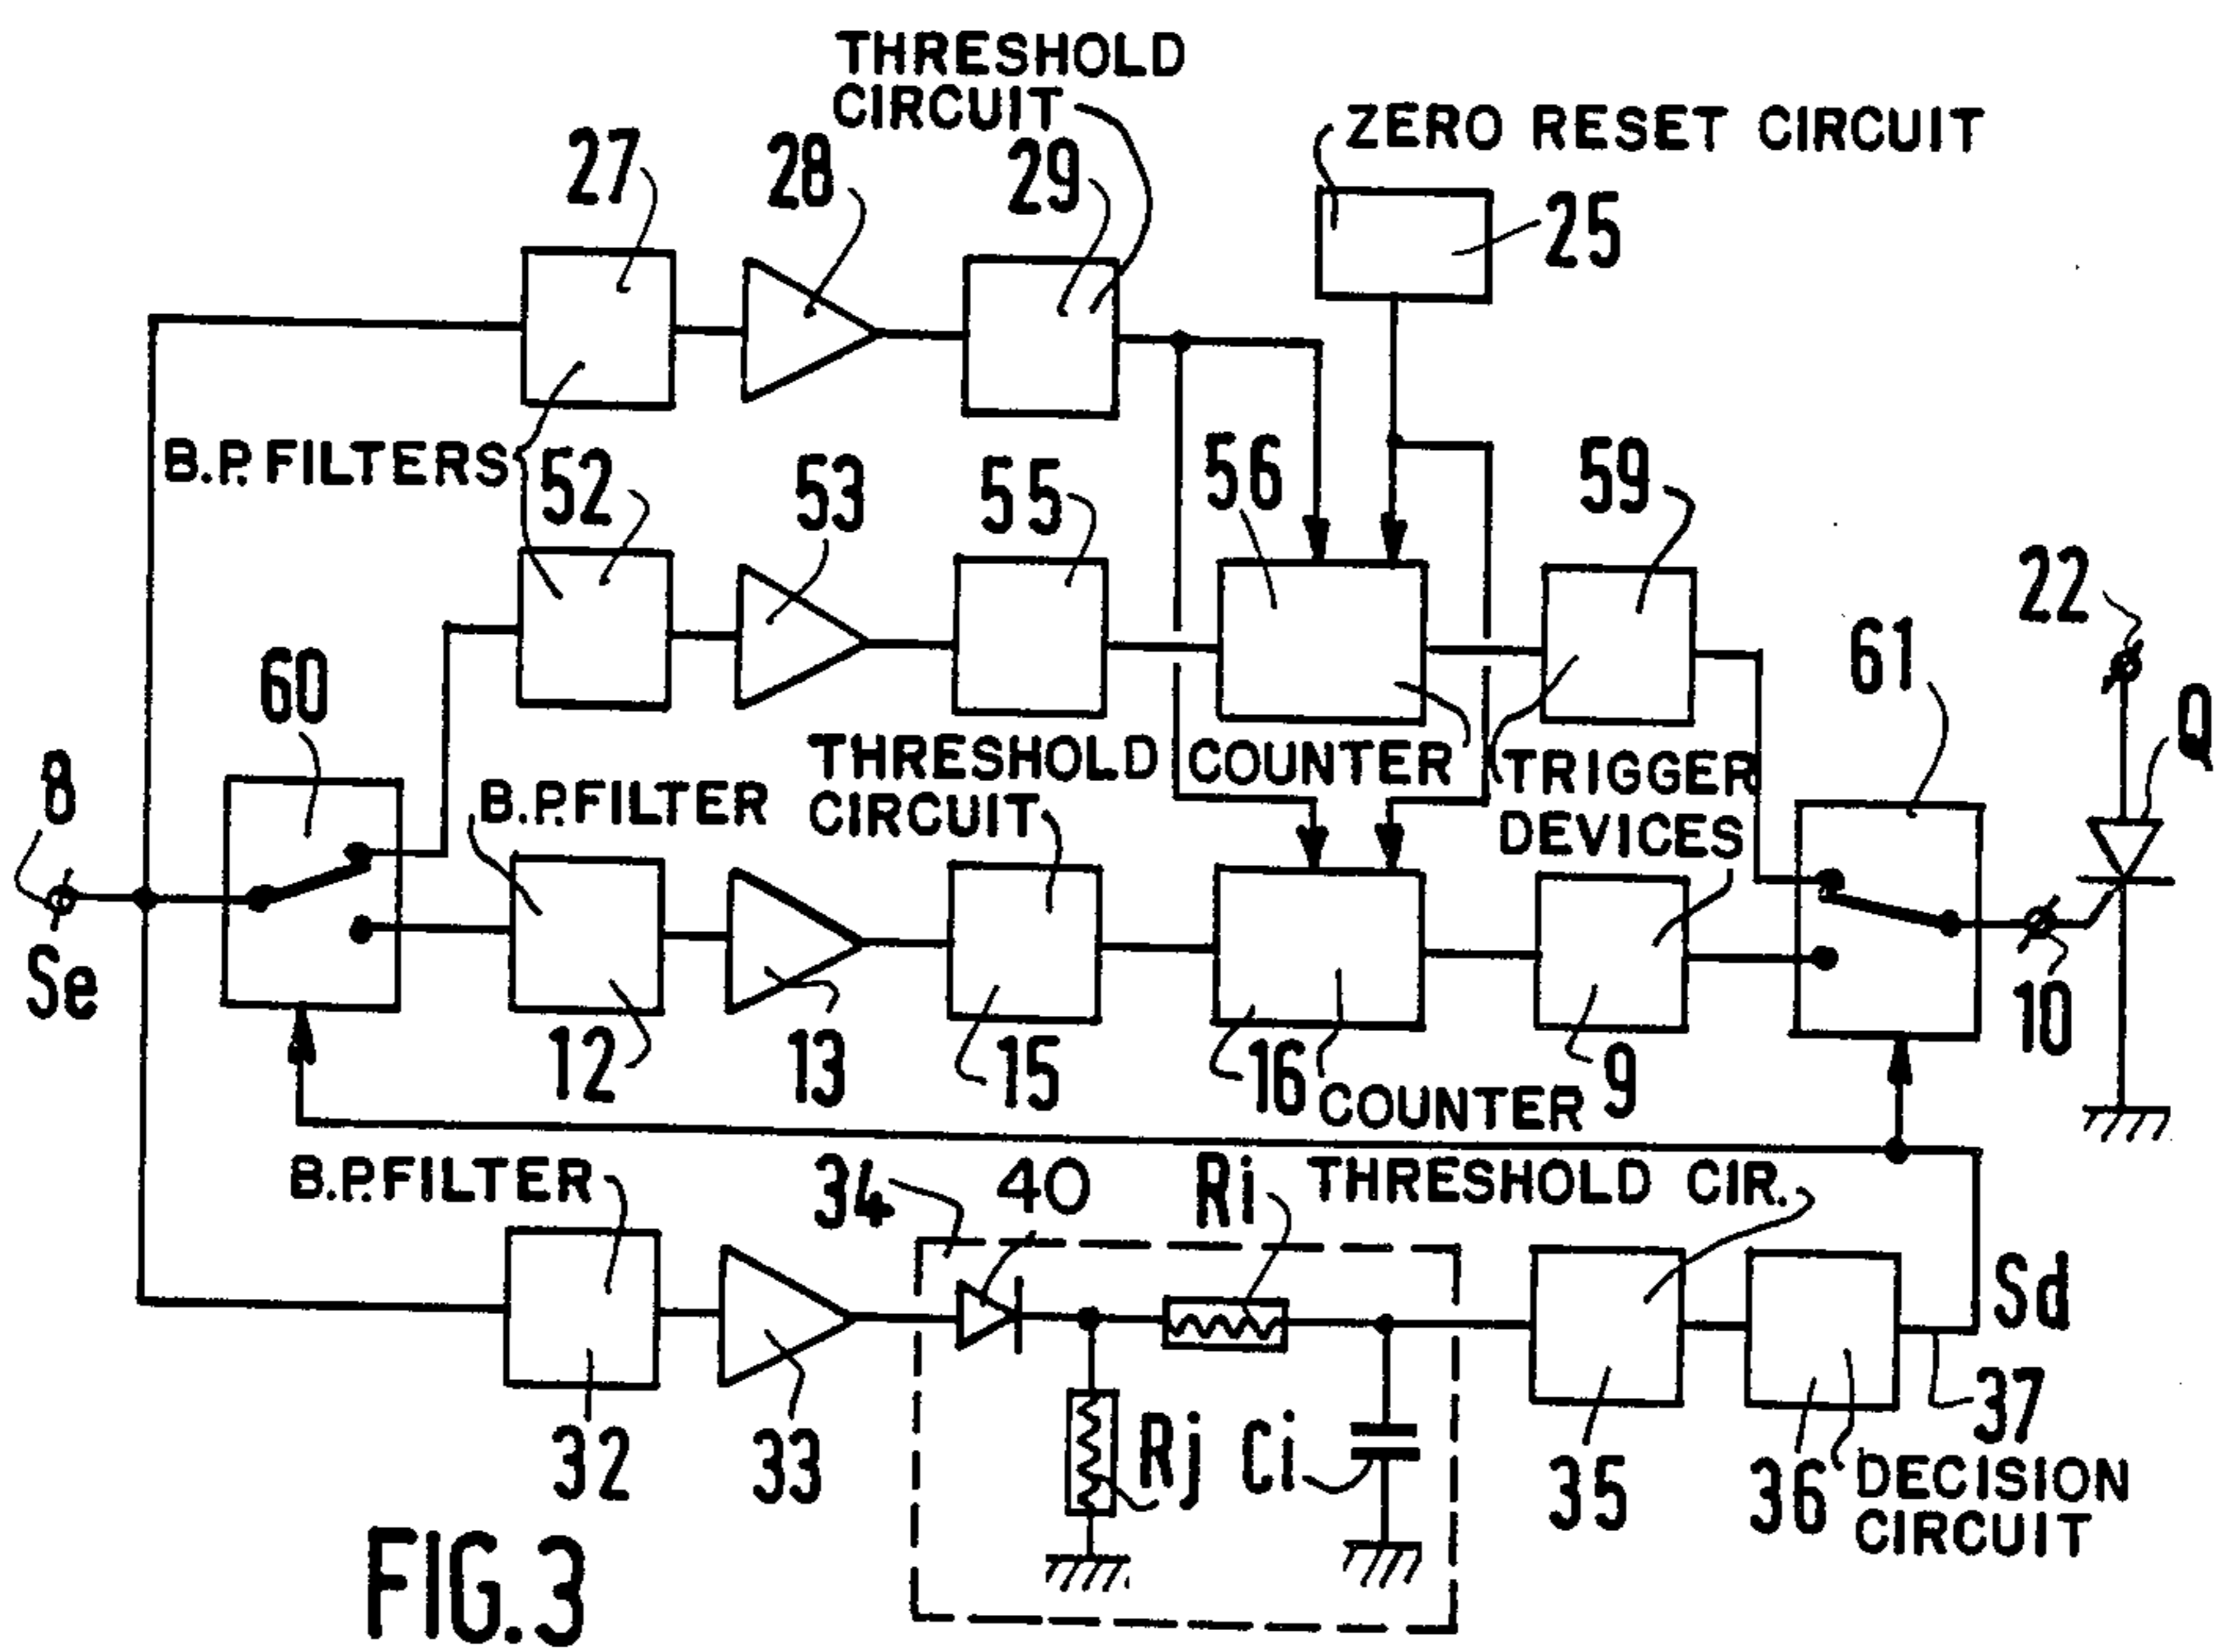 THRESHOLD
CIRCUIT
ZERO RESET CIRCUIT
27
28
29
25
B.P. FILTERS
52
53
55
56
59
22
60
61
Q
8
THRESHOLD
CIRCUIT
COUNTER
TRIGGER
DEVICES
B.P. FILTER
Se
12
13
15
16
COUNTER
9
10
B.P. FILTER
34
40
Ri
THRESHOLD CIR.
Sd
32
33
Rj
Ci
35
36
37
DECISION
CIRCUIT
FIG.3